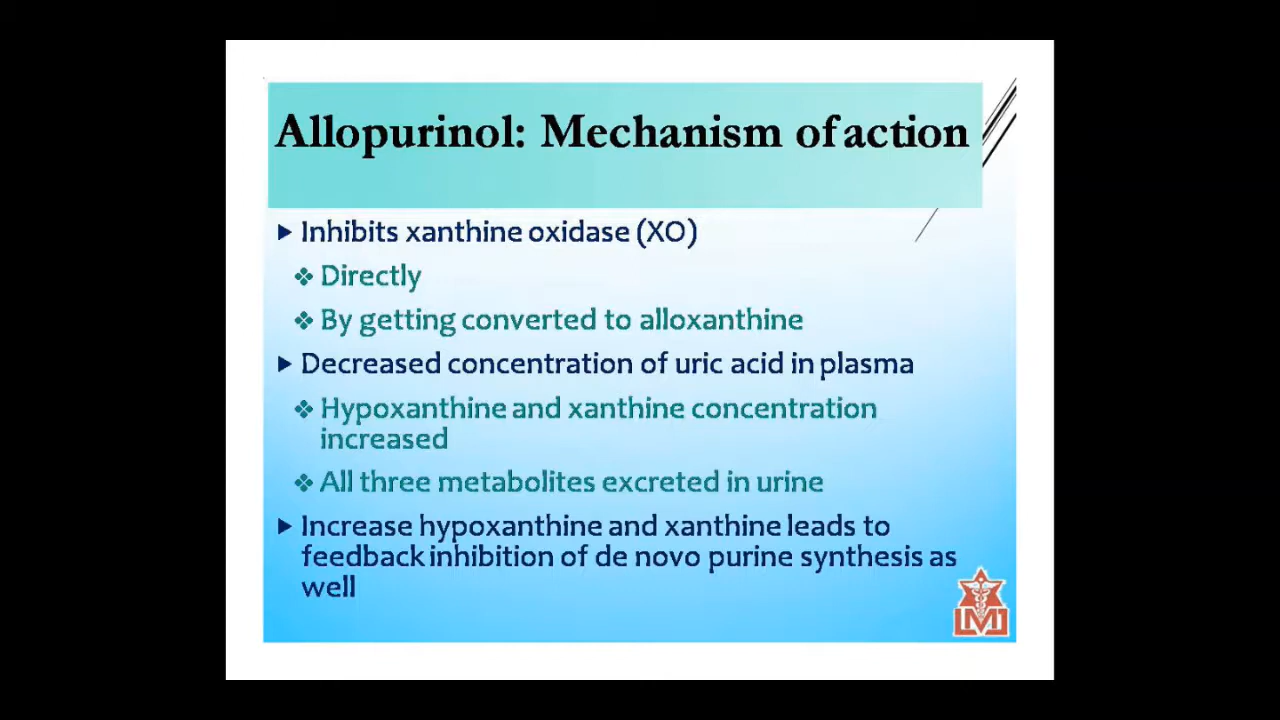 Allopurinol: Mechanism of action
Inhibits xanthine oxidase (XO)
Directly
By getting converted to alloxanthine
Decreased concentration of uric acid in plasma
Hypoxanthine and xanthine concentration
increased
All three metabolites excreted in urine
Increase hypoxanthine and xanthine leads to
feedback inhibition of de novo purine synthesis as
well